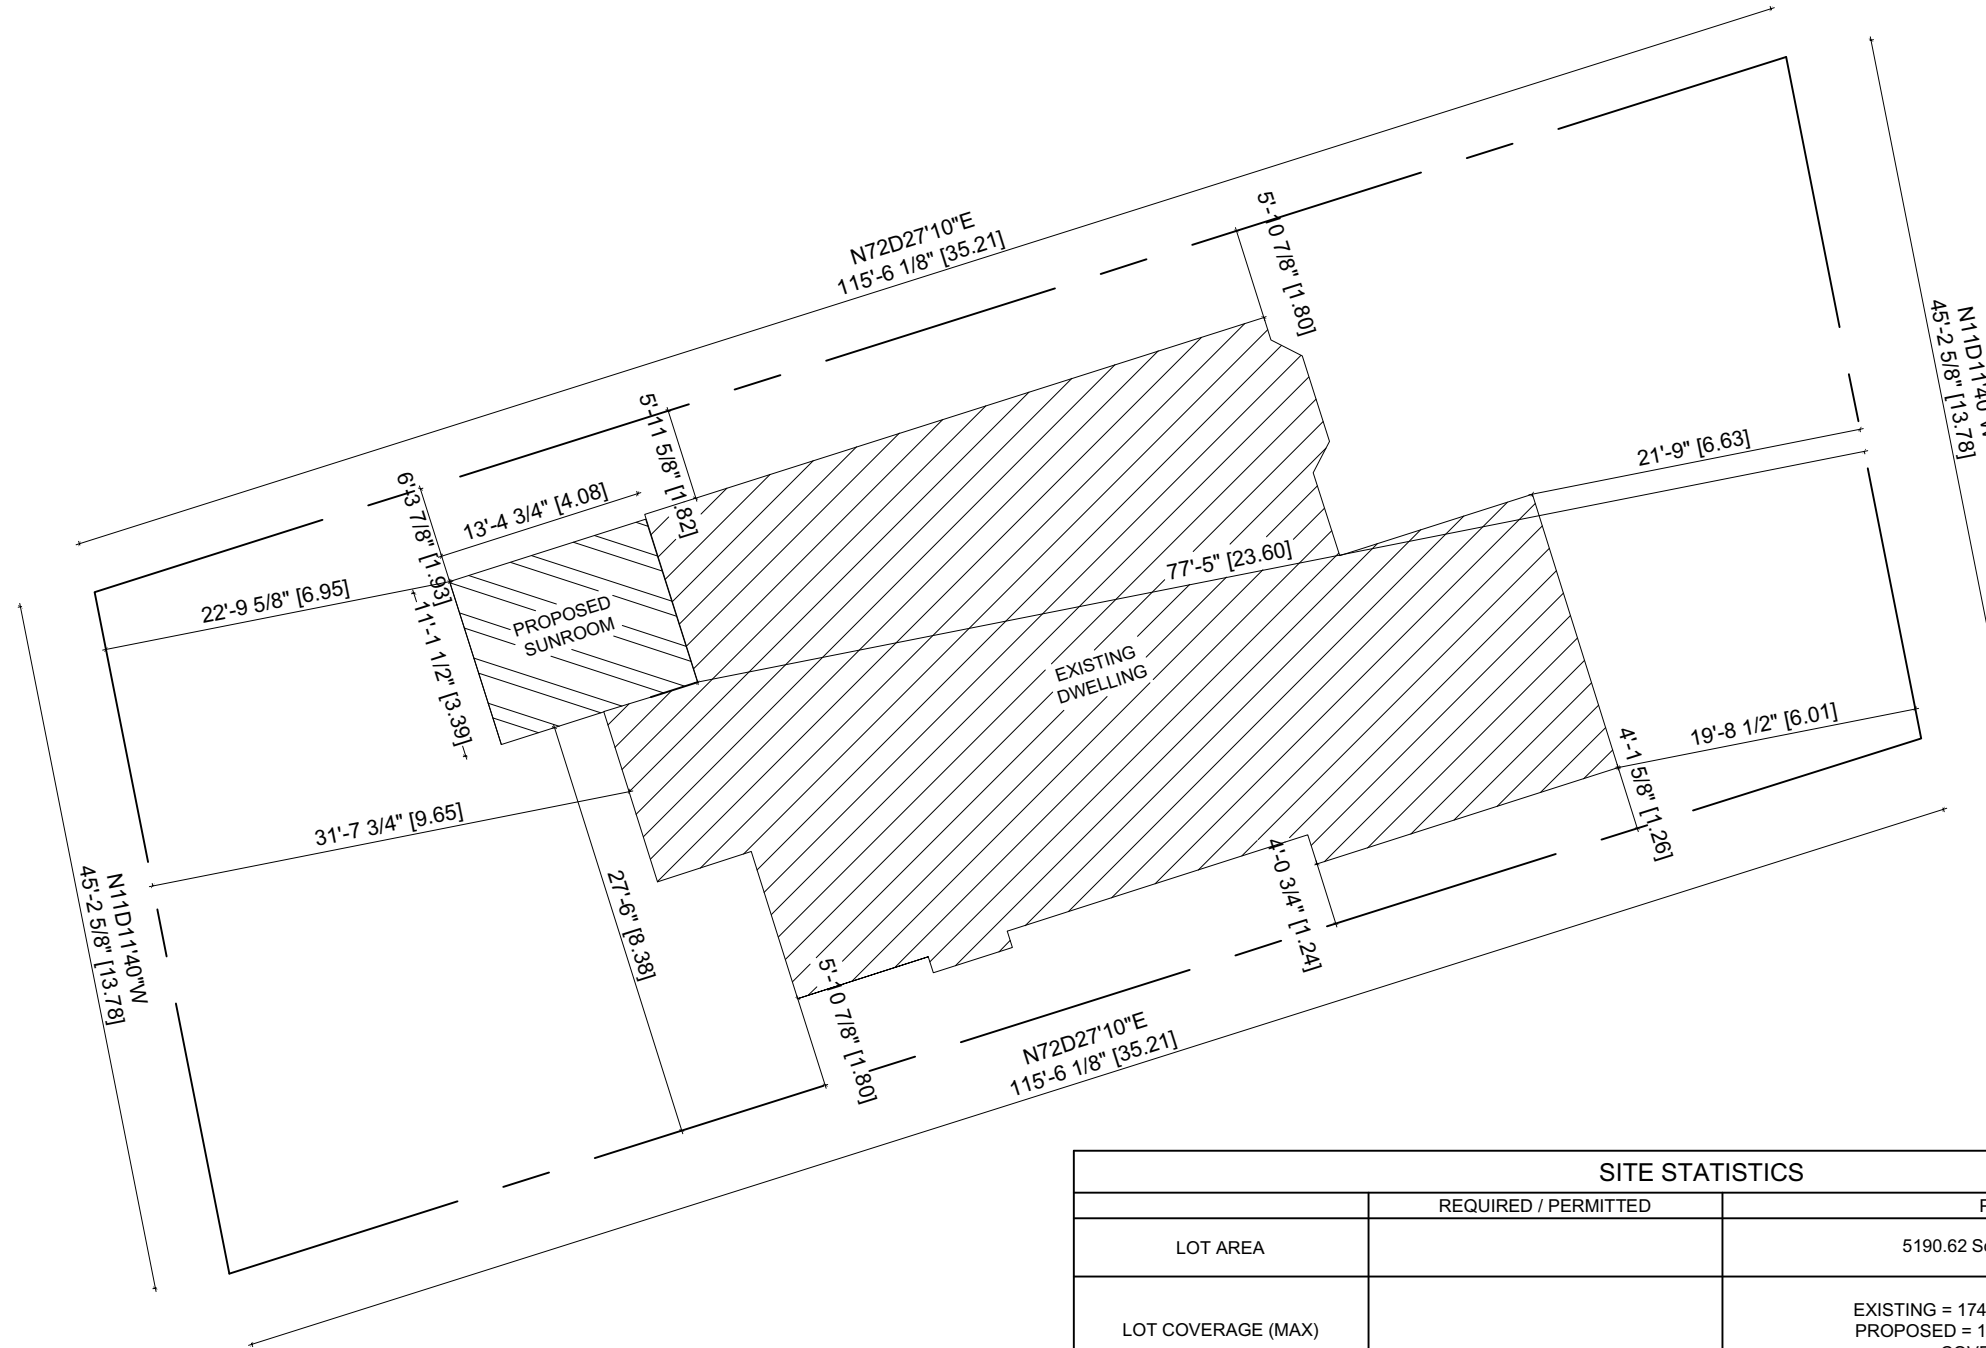 N72D27'10"E
115'-6 1/8" [35.21]
5'-10 7/8" [1.80]
N11D11'40"W
45'-2 5/8" [13.78]
5'-11 5/8" [1.82]
21'-9" [6.63]
6'-3 7/8" [1.93]
13'-4 3/4" [4.08]
77'-5" [23.60]
22'-9 5/8" [6.95]
11'-1 1/2" [3.39]
PROPOSED
SUNROOM
EXISTING
DWELLING
19'-8 1/2" [6.01]
4'-1 5/8" [1.26]
31'-7 3/4" [9.65]
4'-0 3/4" [1.24]
27'-6" [8.38]
N11D11'40"W
45'-2 5/8" [13.78]
5'-10 7/8" [1.80]
N72D27'10"E
115'-6 1/8" [35.21]
SITE STATISTICS
REQUIRED / PERMITTED
LOT AREA
5190.62
EXISTING = 174
LOT COVERAGE (MAX)
PROPOSED = 1